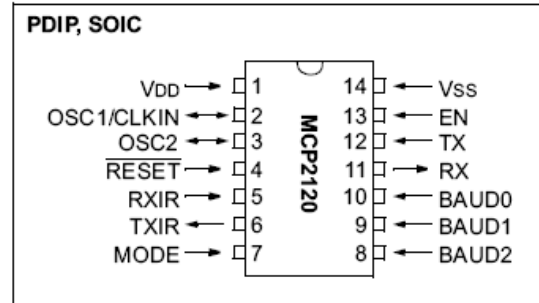 PDIP, SOIC
VDD 1 14 VSS
OSC1/CLKIN 2 13 EN
OSC2 3 12 TX
RESET 4 11 RX
RXIR 5 10 BAUD0
TXIR 6 9 BAUD1
MODE 7 8 BAUD2
MCP2120